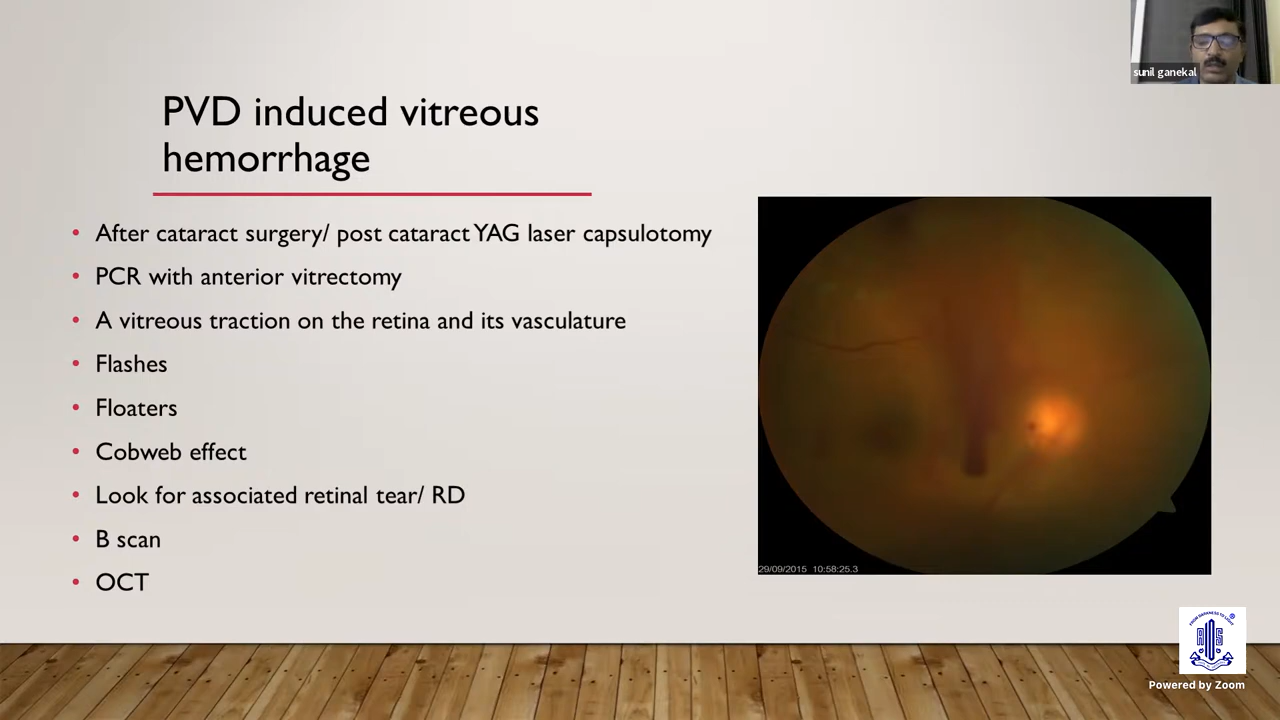 sunil ganekal
PVD induced vitreous
hemorrhage
• After cataract surgery/ post cataract YAG laser capsulotomy
• PCR with anterior vitrectomy
• A vitreous traction on the retina and its vasculature
• Flashes
• Floaters
• Cobweb effect
• Look for associated retinal tear/ RD
• B scan
• OCT
29/09/2015 10:58:25.3
Powered by Zoom